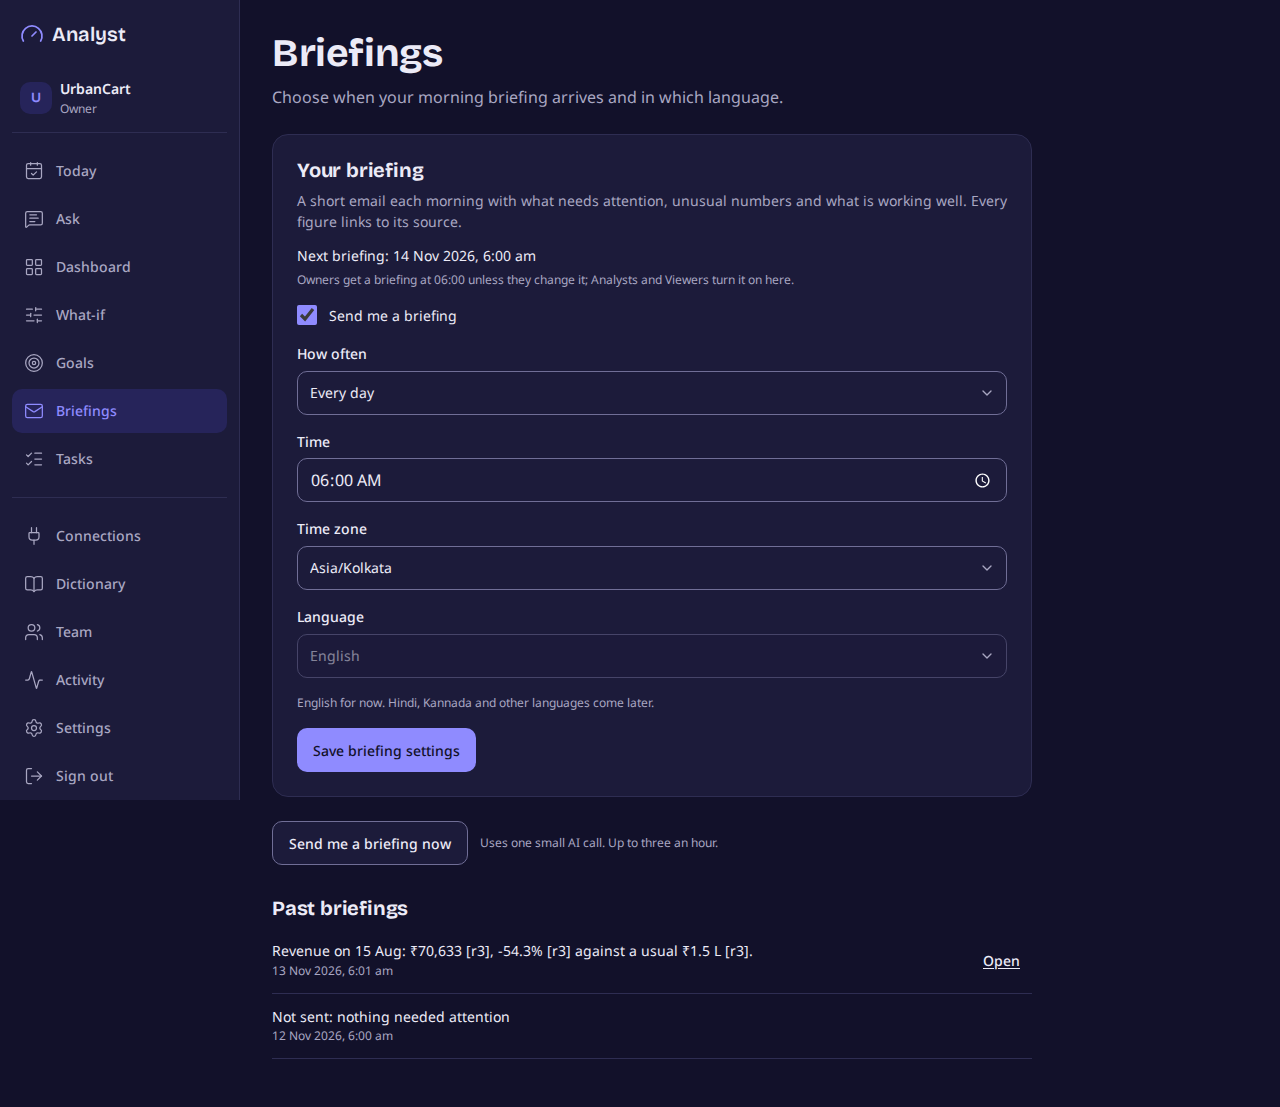 Analyst
U
UrbanCart
Owner
Today
Ask
Dashboard
What-if
Goals
Briefings
Tasks
Connections
Dictionary
Team
Activity
Settings
Sign out
Briefings
Choose when your morning briefing arrives and in which language.
Your briefing
A short email each morning with what needs attention, unusual numbers and what is working well. Every
figure links to its source.
Next briefing: 14 Nov 2026, 6:00 am
Owners get a briefing at 06:00 unless they change it; Analysts and Viewers turn it on here.
Send me a briefing
How often
Every day
Time
06:00 AM
Time zone
Asia/Kolkata
Language
English
English for now. Hindi, Kannada and other languages come later.
Save briefing settings
Send me a briefing now
Uses one small AI call. Up to three an hour.
Past briefings
Revenue on 15 Aug: ₹70,633 [r3], -54.3% [r3] against a usual ₹1.5 L [r3].
13 Nov 2026, 6:01 am
Open
Not sent: nothing needed attention
12 Nov 2026, 6:00 am